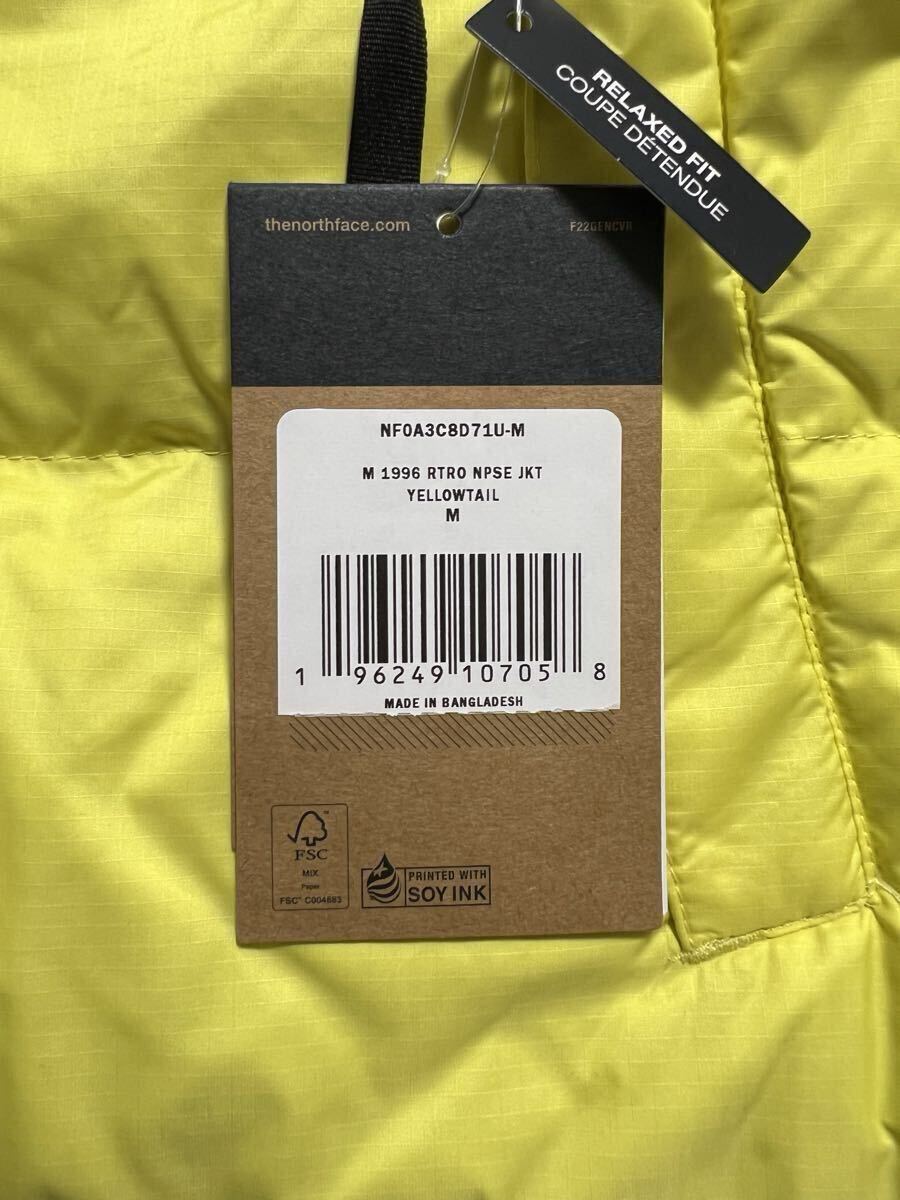 RELAXED FIT
COUPE DÉTENDUE
thenorthface.com
F22GENCVR
NF0A3C8D71U-M
M 1996 RTRO NPSE JKT
YELLOWTAIL
M
1 96249 10705 8
MADE IN BANGLADESH
FSC
MIX
Paper
FSC® C004683
PRINTED WITH
SOY INK